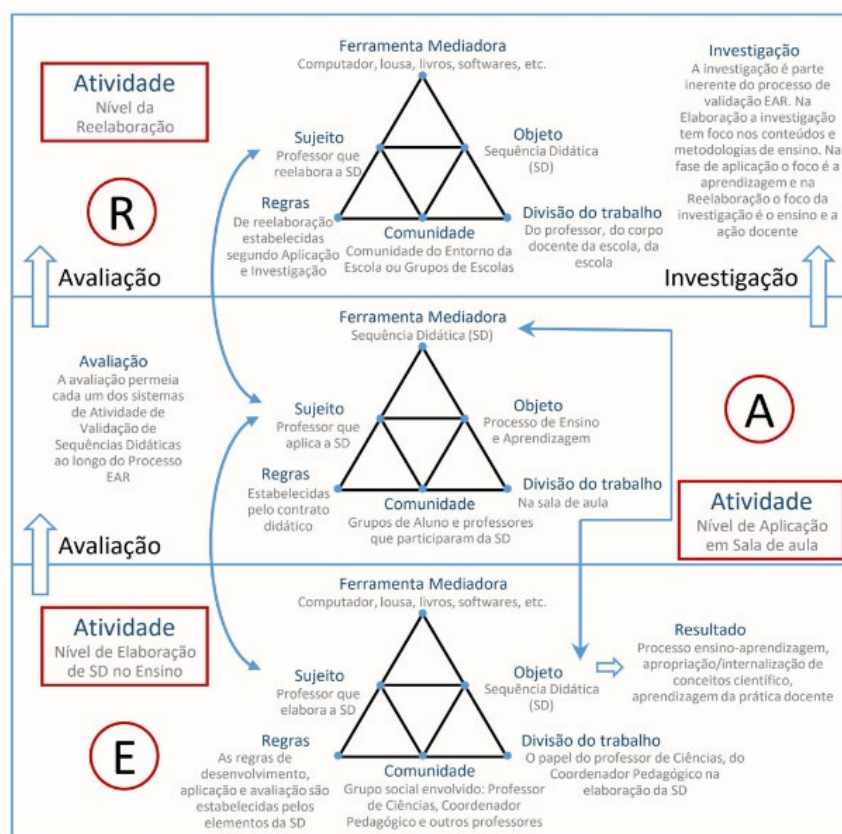 Atividade
Nível da
Reelaboração
R
Avaliação
Ferramenta Mediadora
Computador, lousa, livros, softwares, etc.
Sujeito
Professor que
reelabora a SD
Objeto
Sequência Didática
(SD)
Regras
De reelaboração
estabelecidas
segundo Aplicação
e Investigação
Comunidade
Comunidade do Entorno da
Escola ou Grupos de Escolas
Divisão do trabalho
Do professor, do corpo
docente da escola, da
escola
Investigação
A investigação é parte
inerente do processo de
validação EAR. Na
Elaboração a investigação
tem foco nos conteúdos e
metodologias de ensino. Na
fase de aplicação o foco é a
aprendizagem e na
Reelaboração o foco da
investigação é o ensino e a
ação docente
Investigação
Avaliação
A avaliação permeia
cada um dos sistemas
de Atividade de
Validação de
Sequências Didáticas
ao longo do Processo
EAR
Avaliação
Ferramenta Mediadora
Sequência Didática (SD)
Sujeito
Professor que
aplica a SD
Objeto
Processo de Ensino
e Aprendizagem
Regras
Estabelecidas
pelo contrato
didático
Comunidade
Grupos de Aluno e professores
que participaram da SD
Divisão do trabalho
Na sala de aula
A
Atividade
Nível de Aplicação
em Sala de aula
Atividade
Nível de Elaboração
de SD no Ensino
E
Ferramenta Mediadora
Computador, lousa, livros, softwares, etc.
Sujeito
Professor que
elabora a SD
Objeto
Sequência Didática
(SD)
Resultado
Processo ensino-aprendizagem,
apropriação/internalização de
conceitos científico,
aprendizagem da prática docente
Regras
As regras de
desenvolvimento,
aplicação e avaliação são
estabelecidas pelos
elementos da SD
Comunidade
Grupo social envolvido: Professor
de Ciências, Coordenador
Pedagógico e outros professores
Divisão do trabalho
O papel do professor de Ciências, do
Coordenador Pedagógico na
elaboração da SD